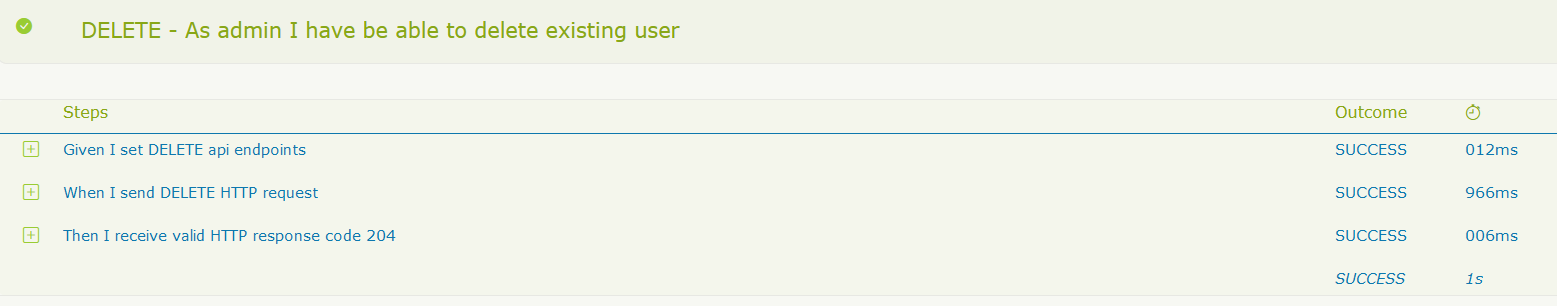 DELETE - As admin I have be able to delete existing user
Steps Outcome
Given I set DELETE api endpoints SUCCESS 012ms
When I send DELETE HTTP request SUCCESS 966ms
Then I receive valid HTTP response code 204 SUCCESS 006ms
SUCCESS 1s